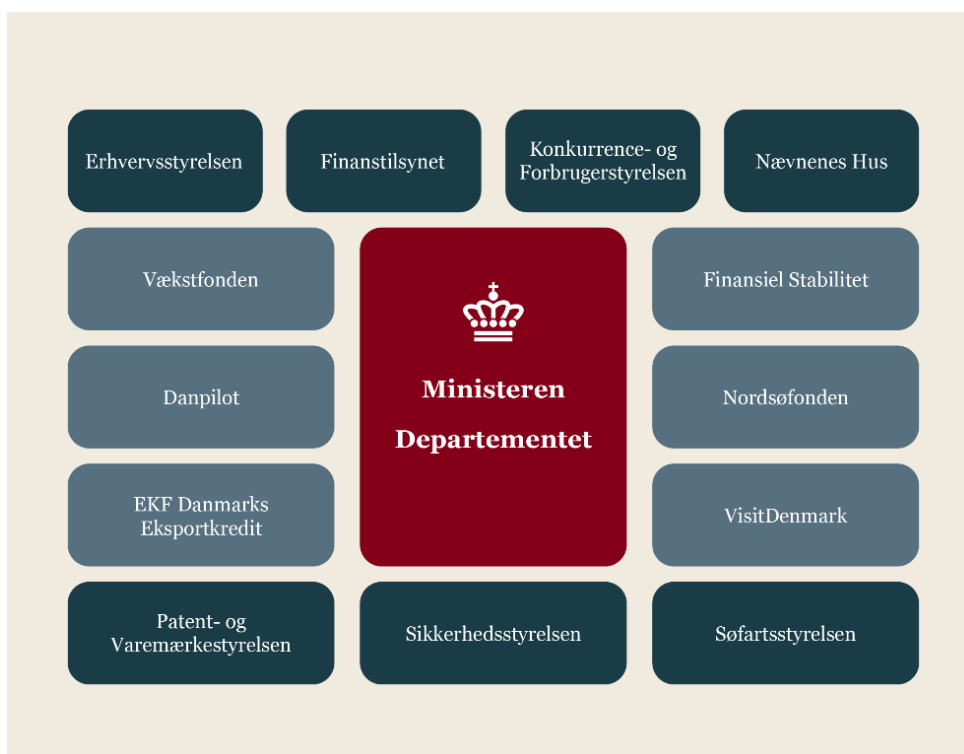 Erhvervsstyrelsen
Finanstilsynet
Konkurrence- og
Forbrugerstyrelsen
Nævnenes Hus
Vækstfonden
Finansiel Stabilitet
Ministeren
Departementet
Danpilot
Nordsøfonden
EKF Danmarks
Eksportkredit
VisitDenmark
Patent- og
Varemærkestyrelsen
Sikkerhedsstyrelsen
Søfartsstyrelsen